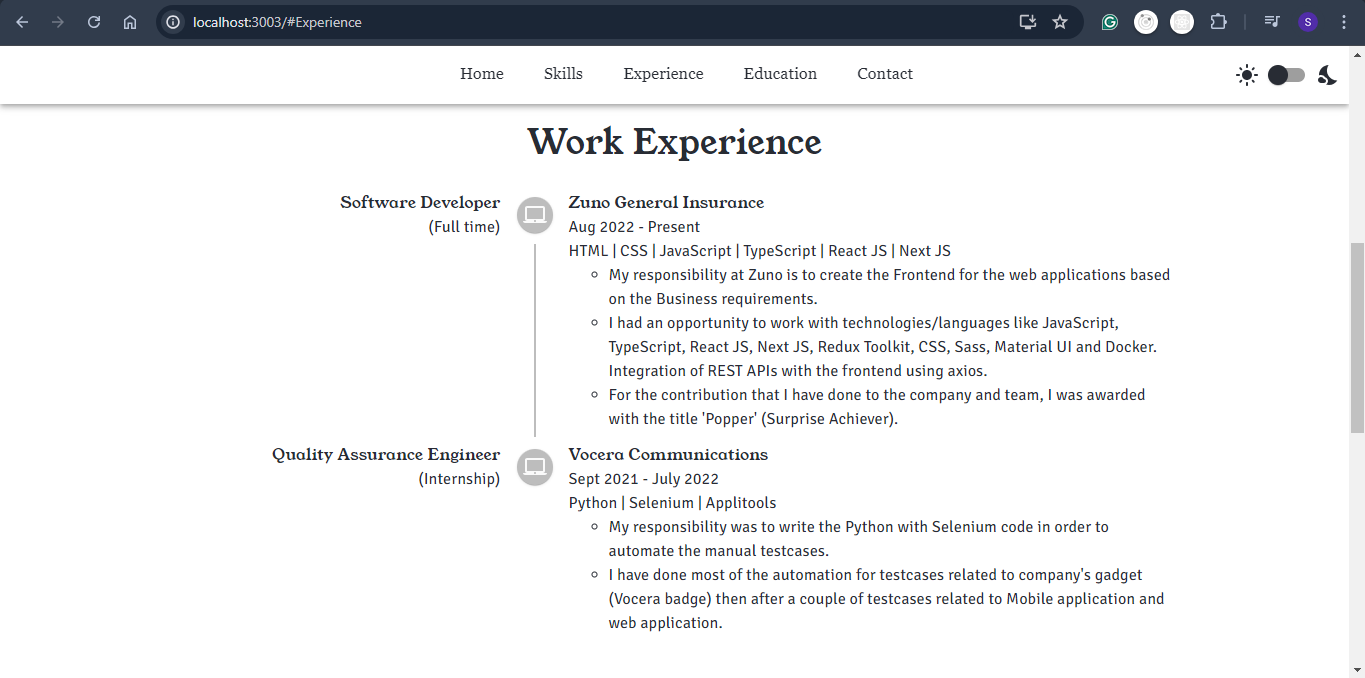 localhost:3003/#Experience
S
Home Skills Experience Education Contact
Work Experience
Software Developer
(Full time)
Zuno General Insurance
Aug 2022 - Present
HTML | CSS | JavaScript | TypeScript | React JS | Next JS
My responsibility at Zuno is to create the Frontend for the web applications based
on the Business requirements.
I had an opportunity to work with technologies/languages like JavaScript,
TypeScript, React JS, Next JS, Redux Toolkit, CSS, Sass, Material UI and Docker.
Integration of REST APIs with the frontend using axios.
For the contribution that I have done to the company and team, I was awarded
with the title 'Popper' (Surprise Achiever).
Quality Assurance Engineer
(Internship)
Vocera Communications
Sept 2021 - July 2022
Python | Selenium | Applitools
My responsibility was to write the Python with Selenium code in order to
automate the manual testcases.
I have done most of the automation for testcases related to company's gadget
(Vocera badge) then after a couple of testcases related to Mobile application and
web application.